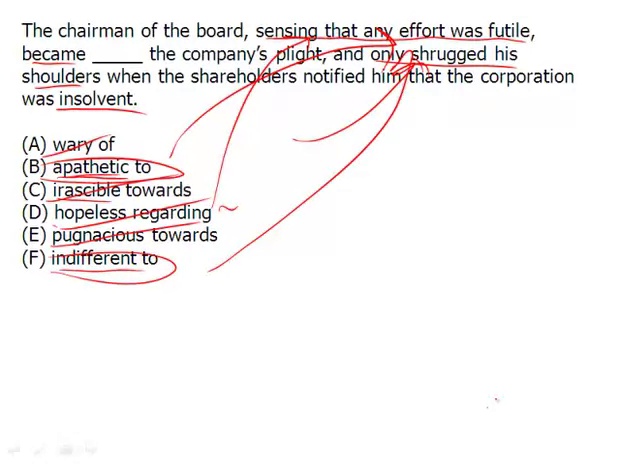 The chairman of the board, sensing that any effort was futile,
became _____ the company's plight, and only shrugged his
shoulders when the shareholders notified him that the corporation
was insolvent.
(A) wary of
(B) apathetic to
(C) irascible towards
(D) hopeless regarding
(E) pugnacious towards
(F) indifferent to